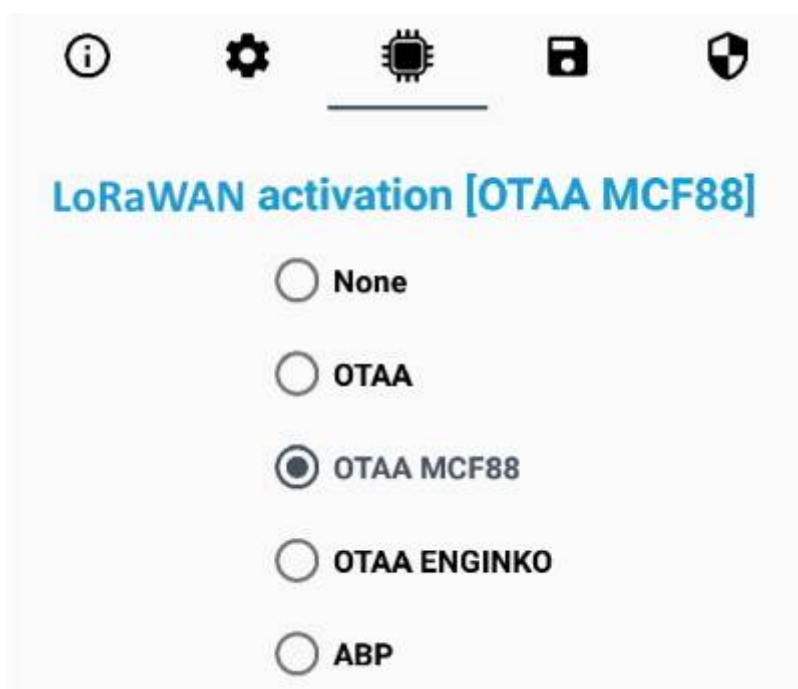 LoRaWAN activation [OTAA MCF88]
None
OTAA
OTAA MCF88
OTAA ENGINKO
ABP